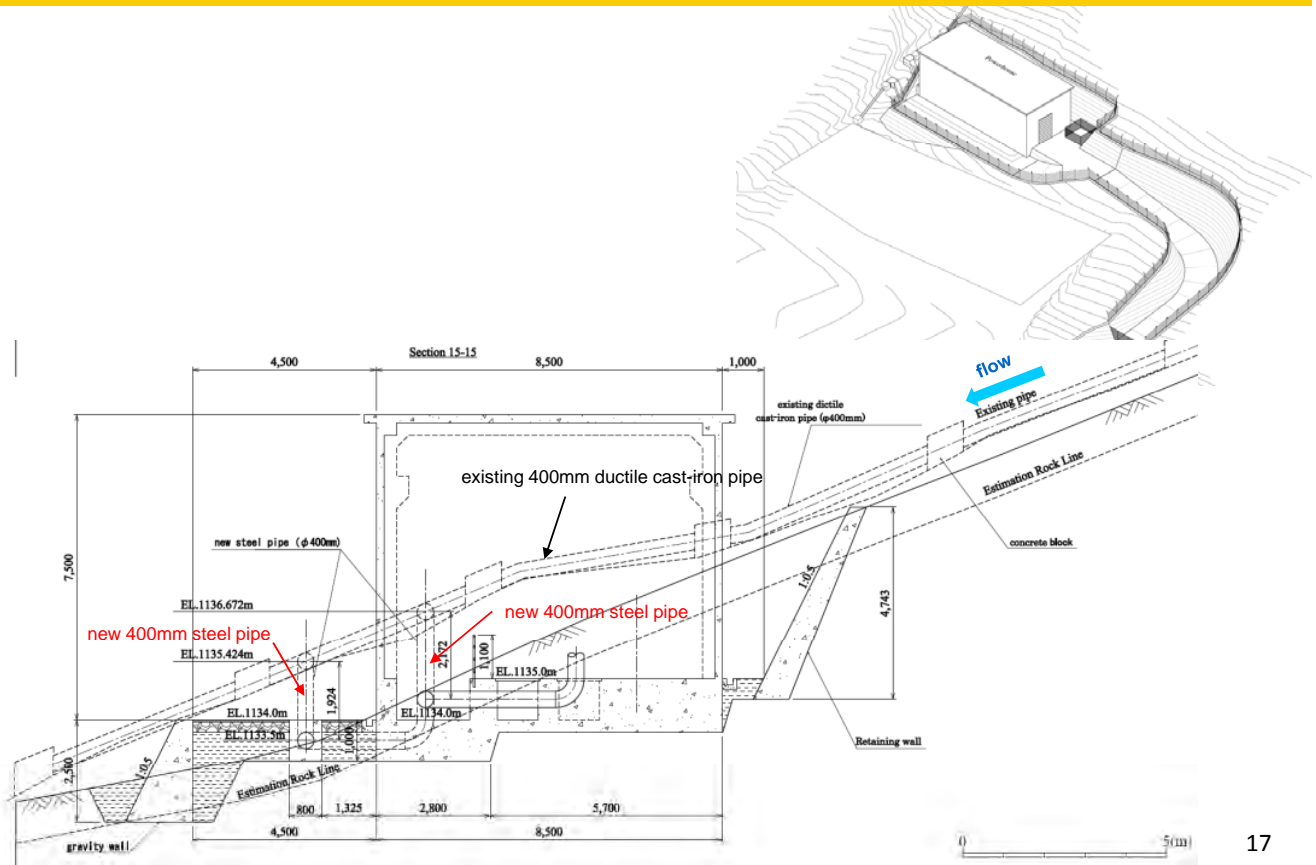 Powerhouse
Section 15-15
4,500
8,500
1,000
flow
existing dictile
cast-iron pipe (φ400mm)
Existing pipe
existing 400mm ductile cast-iron pipe
Estimation Rock Line
new steel pipe (φ400mm)
concrete block
7,500
1:0.5
4,743
EL.1136.672m
new 400mm steel pipe
new 400mm steel pipe
2,172
1,100
EL.1135.424m
EL.1135.0m
1,924
EL.1134.0m
EL.1134.0m
EL.1133.5m
1,000
Retaining wall
2,500
1:0.5
Estimation Rock Line
800
1,325
2,800
5,700
4,500
8,500
gravity wall
0
5(m)
17